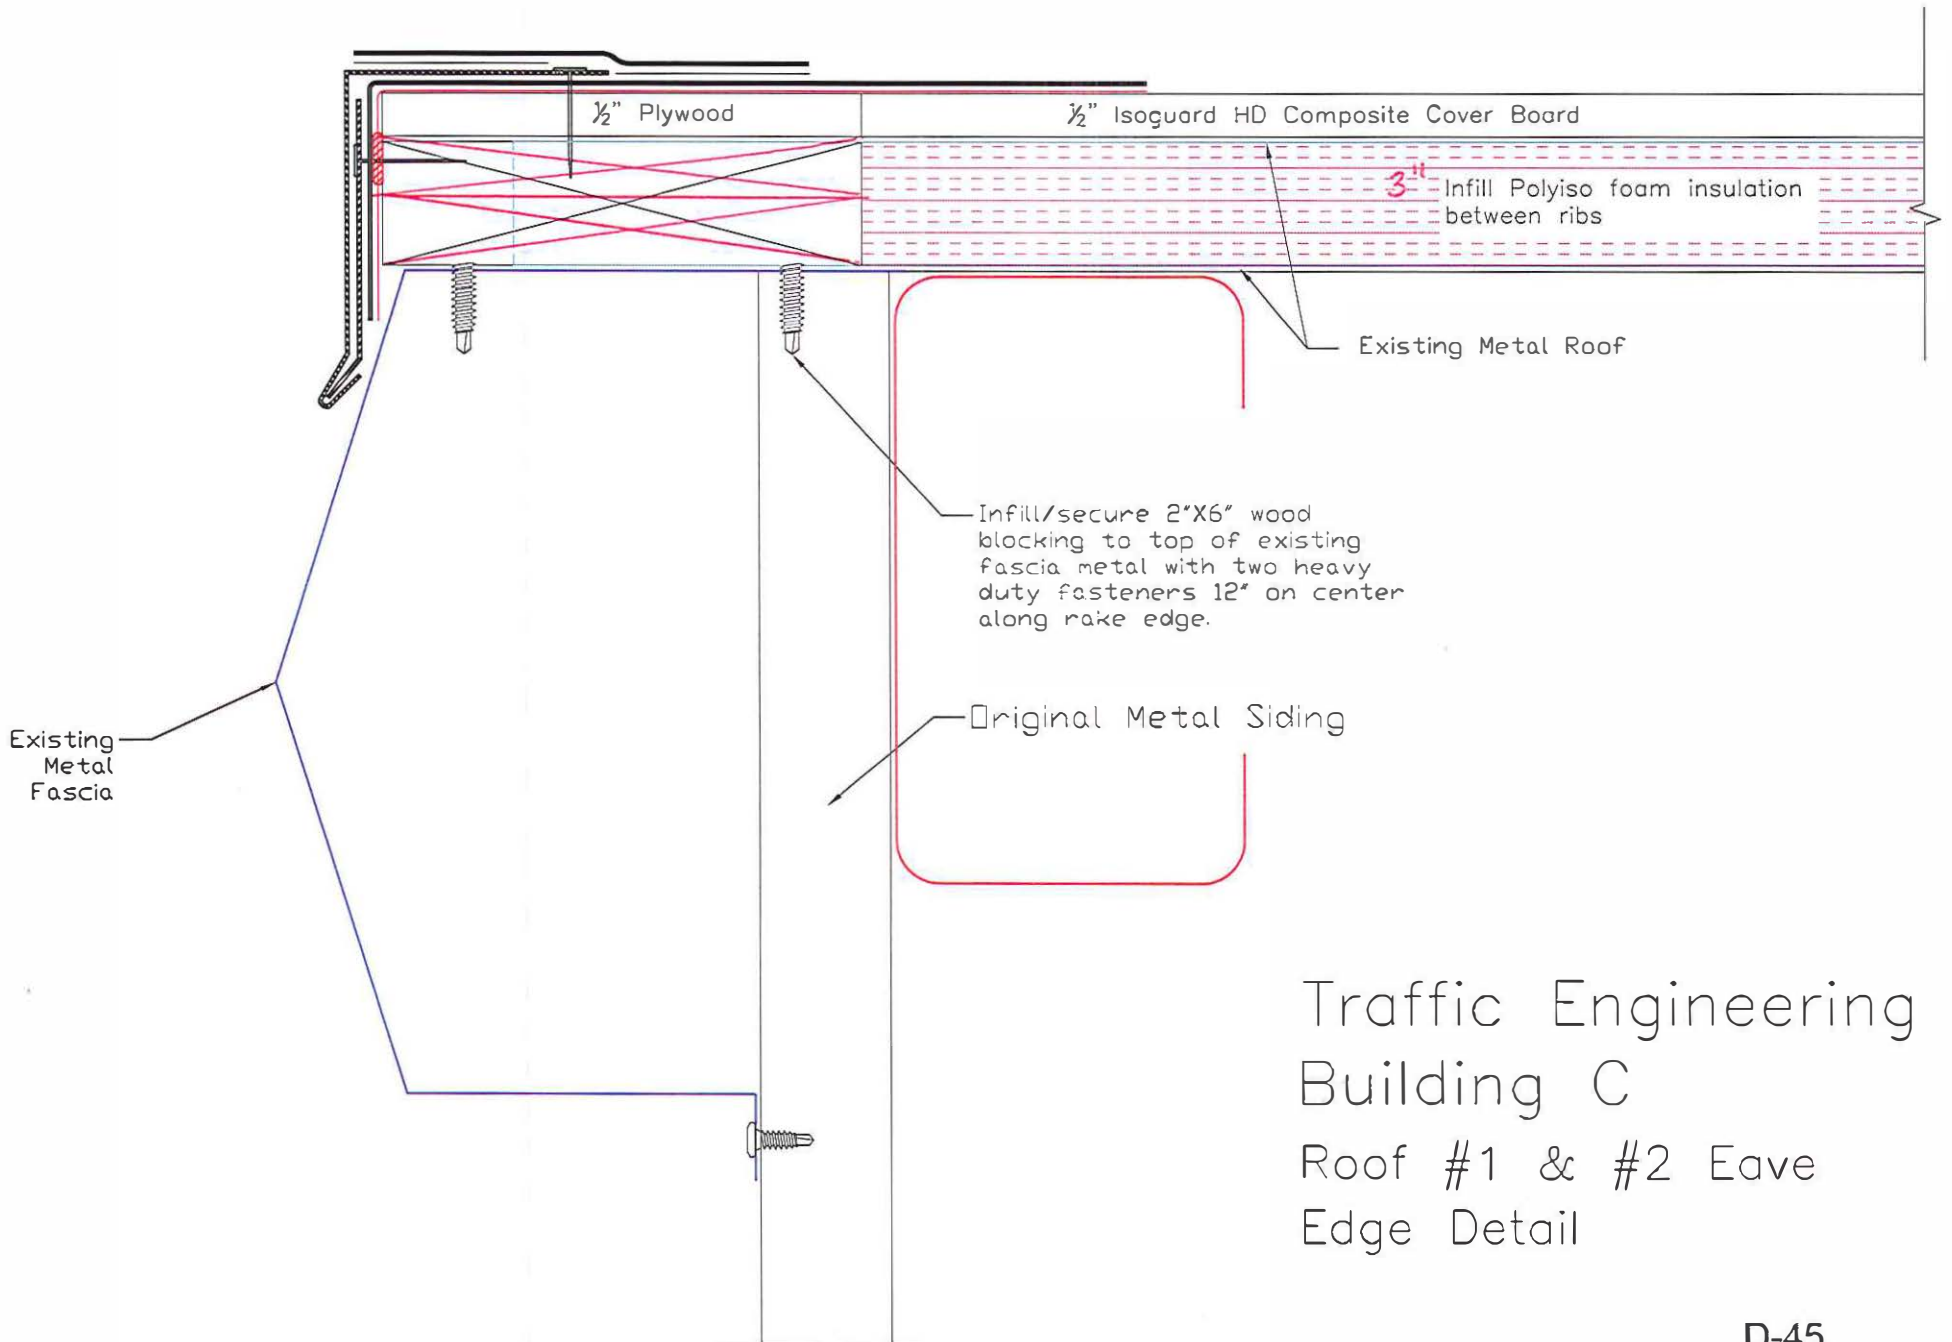 ½" Plywood
½" Isoguard HD Composite Cover Board
3" Infill Polyiso foam insulation
between ribs
Existing Metal Roof
Infill/secure 2"X6" wood
blocking to top of existing
fascia metal with two heavy
duty fasteners 12" on center
along rake edge.
Original Metal Siding
Existing
Metal
Fascia
Traffic Engineering
Building C
Roof #1 & #2 Eave
Edge Detail
D-45